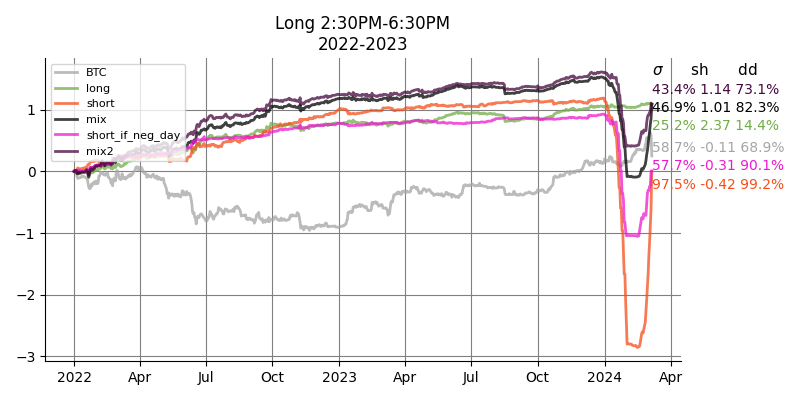 Long 2:30PM-6:30PM
2022-2023
BTC
long
short
mix
short_if_neg_day
mix2
σ sh dd
43.4% 1.14 73.1%
46.9% 1.01 82.3%
25.2% 2.37 14.4%
58.7% -0.11 68.9%
57.7% -0.31 90.1%
97.5% -0.42 99.2%
1
0
−1
−2
−3
2022 Apr Jul Oct 2023 Apr Jul Oct 2024 Apr